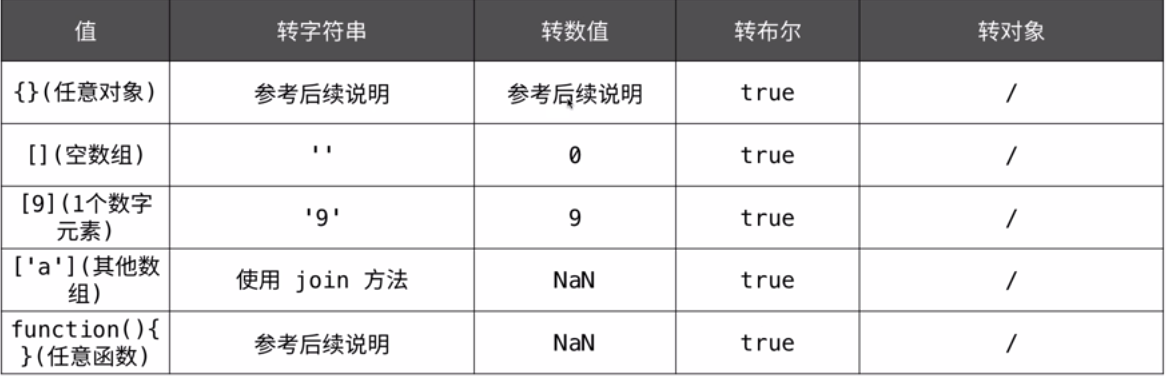 值 转字符串 转数值 转布尔 转对象
{}(任意对象) 参考后续说明 参考后续说明 true /
[](空数组) '' 0 true /
[9](1个数字
元素) '9' 9 true /
['a'](其他数
组) 使用 join 方法 NaN true /
function(){
}(任意函数) 参考后续说明 NaN true /